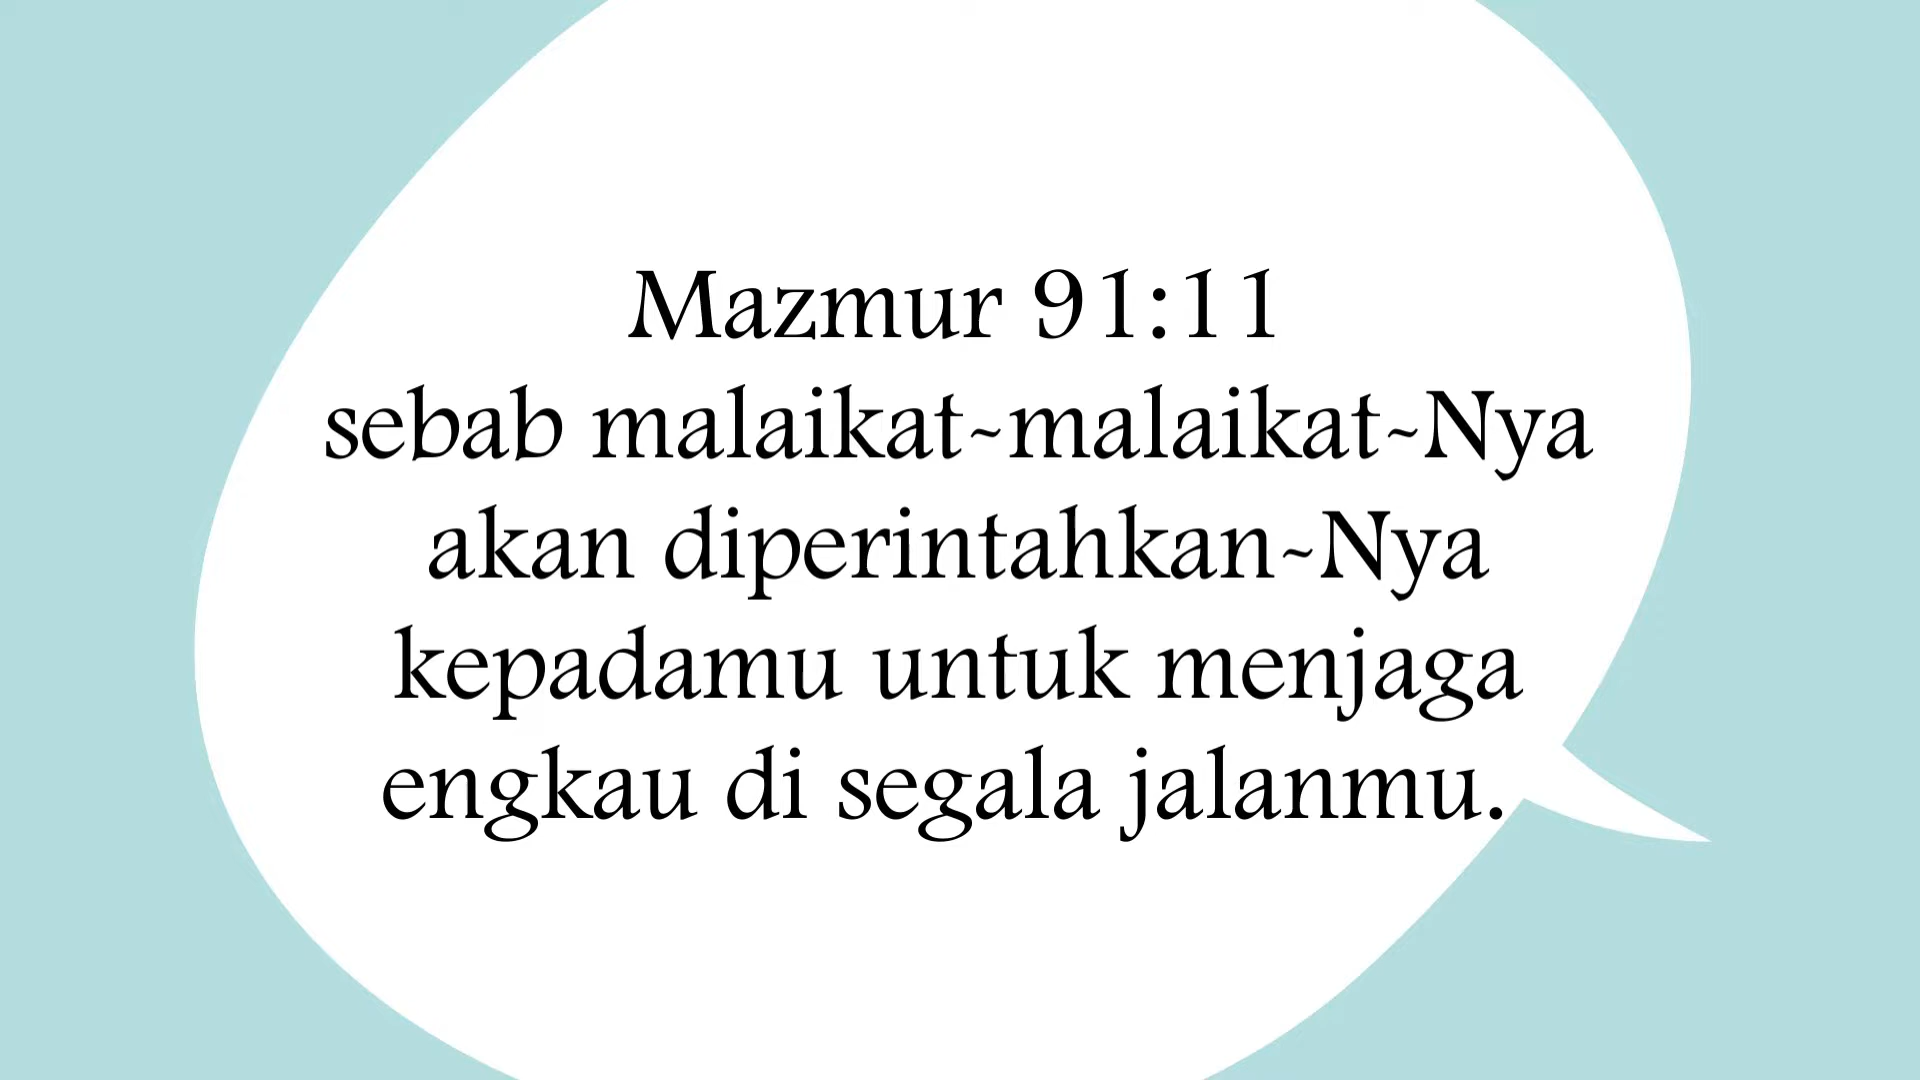 Mazmur 91:11
sebab malaikat-malaikat-Nya
akan diperintahkan-Nya
kepadamu untuk menjaga
engkau di segala jalanmu.